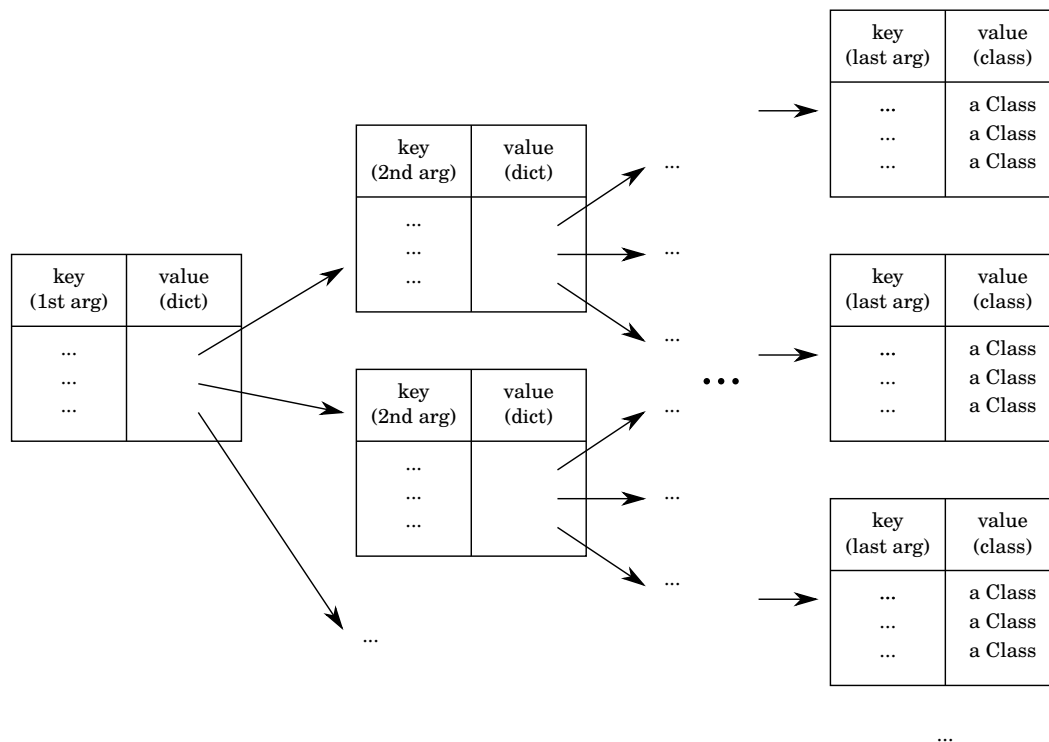 key value
(1st arg) (dict)
...
...
...
key value
(2nd arg) (dict)
...
...
...
key value
(2nd arg) (dict)
...
...
...
...
...
...
...
...
...
...
...
key value
(last arg) (class)
... a Class
... a Class
... a Class
key value
(last arg) (class)
... a Class
... a Class
... a Class
key value
(last arg) (class)
... a Class
... a Class
... a Class
...